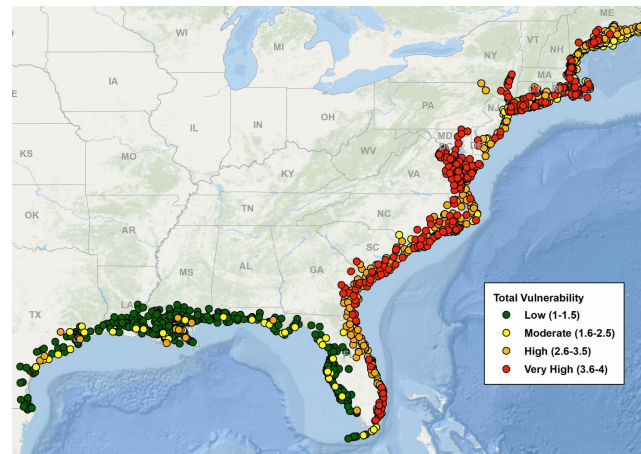 ME
WI
VT
NH
MI
NY
MA
IA
PA
NJ
OH
IL
IN
MD
WV
KS
MO
VA
KY
NC
TN
OK
AR
SC
MS
AL
GA
TX
LA
Total Vulnerability
Low (1-1.5)
Moderate (1.6-2.5)
High (2.6-3.5)
Very High (3.6-4)